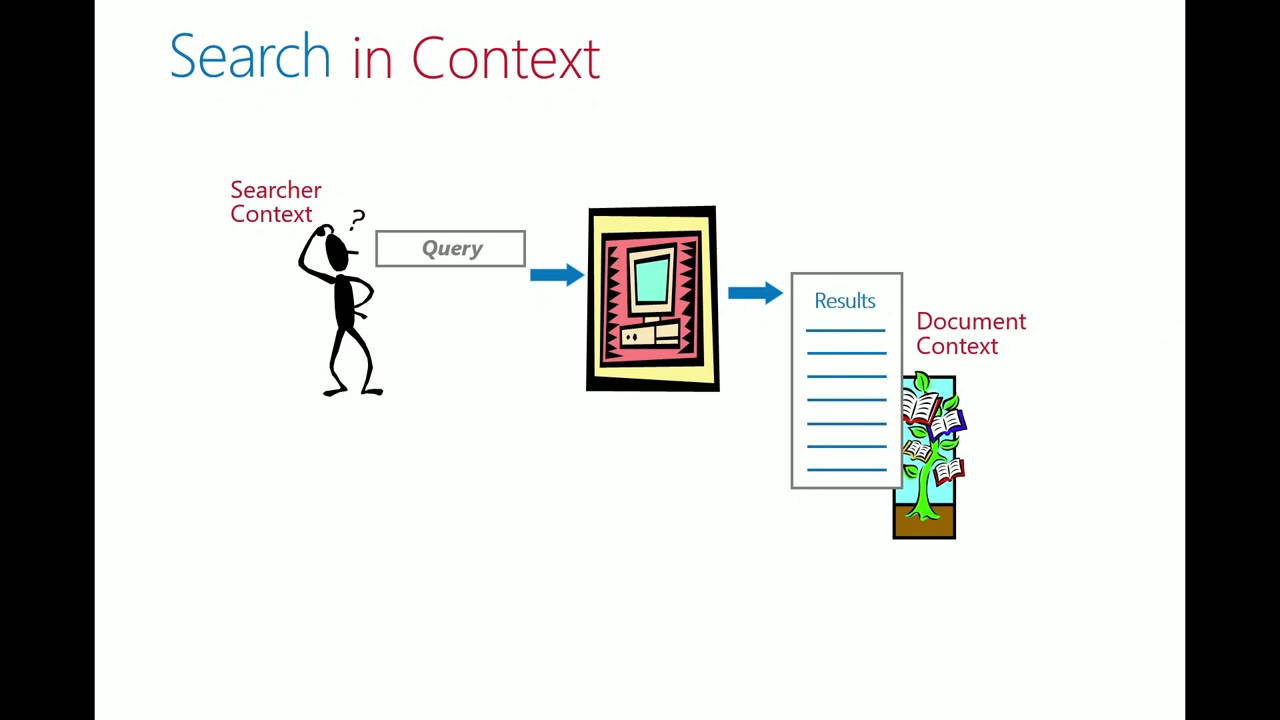 Search in Context
Searcher
Context
?
Query
Results
Document
Context